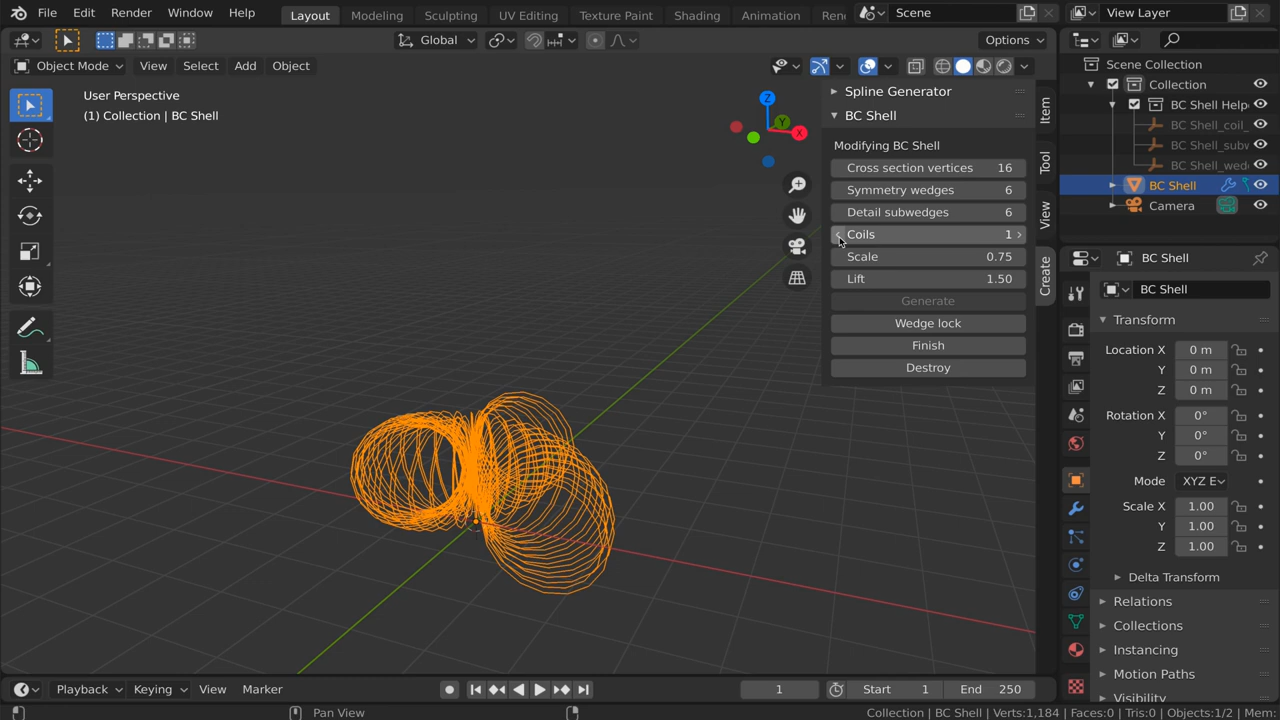 File Edit Render Window Help Layout Modeling Sculpting UV Editing Texture Paint Shading Animation Scene View Layer
Global Options
Object Mode View Select Add Object
User Perspective
(1) Collection | BC Shell
Z
Y
X
Spline Generator
BC Shell
Modifying BC Shell
Cross section vertices 16
Symmetry wedges 6
Detail subwedges 6
Coils 1
Scale 0.75
Lift 1.50
Generate
Wedge lock
Finish
Destroy
Item
Tool
View
Create
Scene Collection
Collection
BC Shell Help
BC Shell_coil_
BC Shell_subw
BC Shell_wed
BC Shell
Camera
BC Shell
BC Shell
Transform
Location X 0 m
Y 0 m
Z 0 m
Rotation X 0°
Y 0°
Z 0°
Mode XYZ E
Scale X 1.00
Y 1.00
Z 1.00
Delta Transform
Relations
Collections
Instancing
Motion Paths
Visibility
Playback Keying View Marker 1 Start 1 End 250
Pan View Collection | BC Shell | Verts:1,184 | Faces:0 | Tris:0 | Objects:1/2 | Mem: